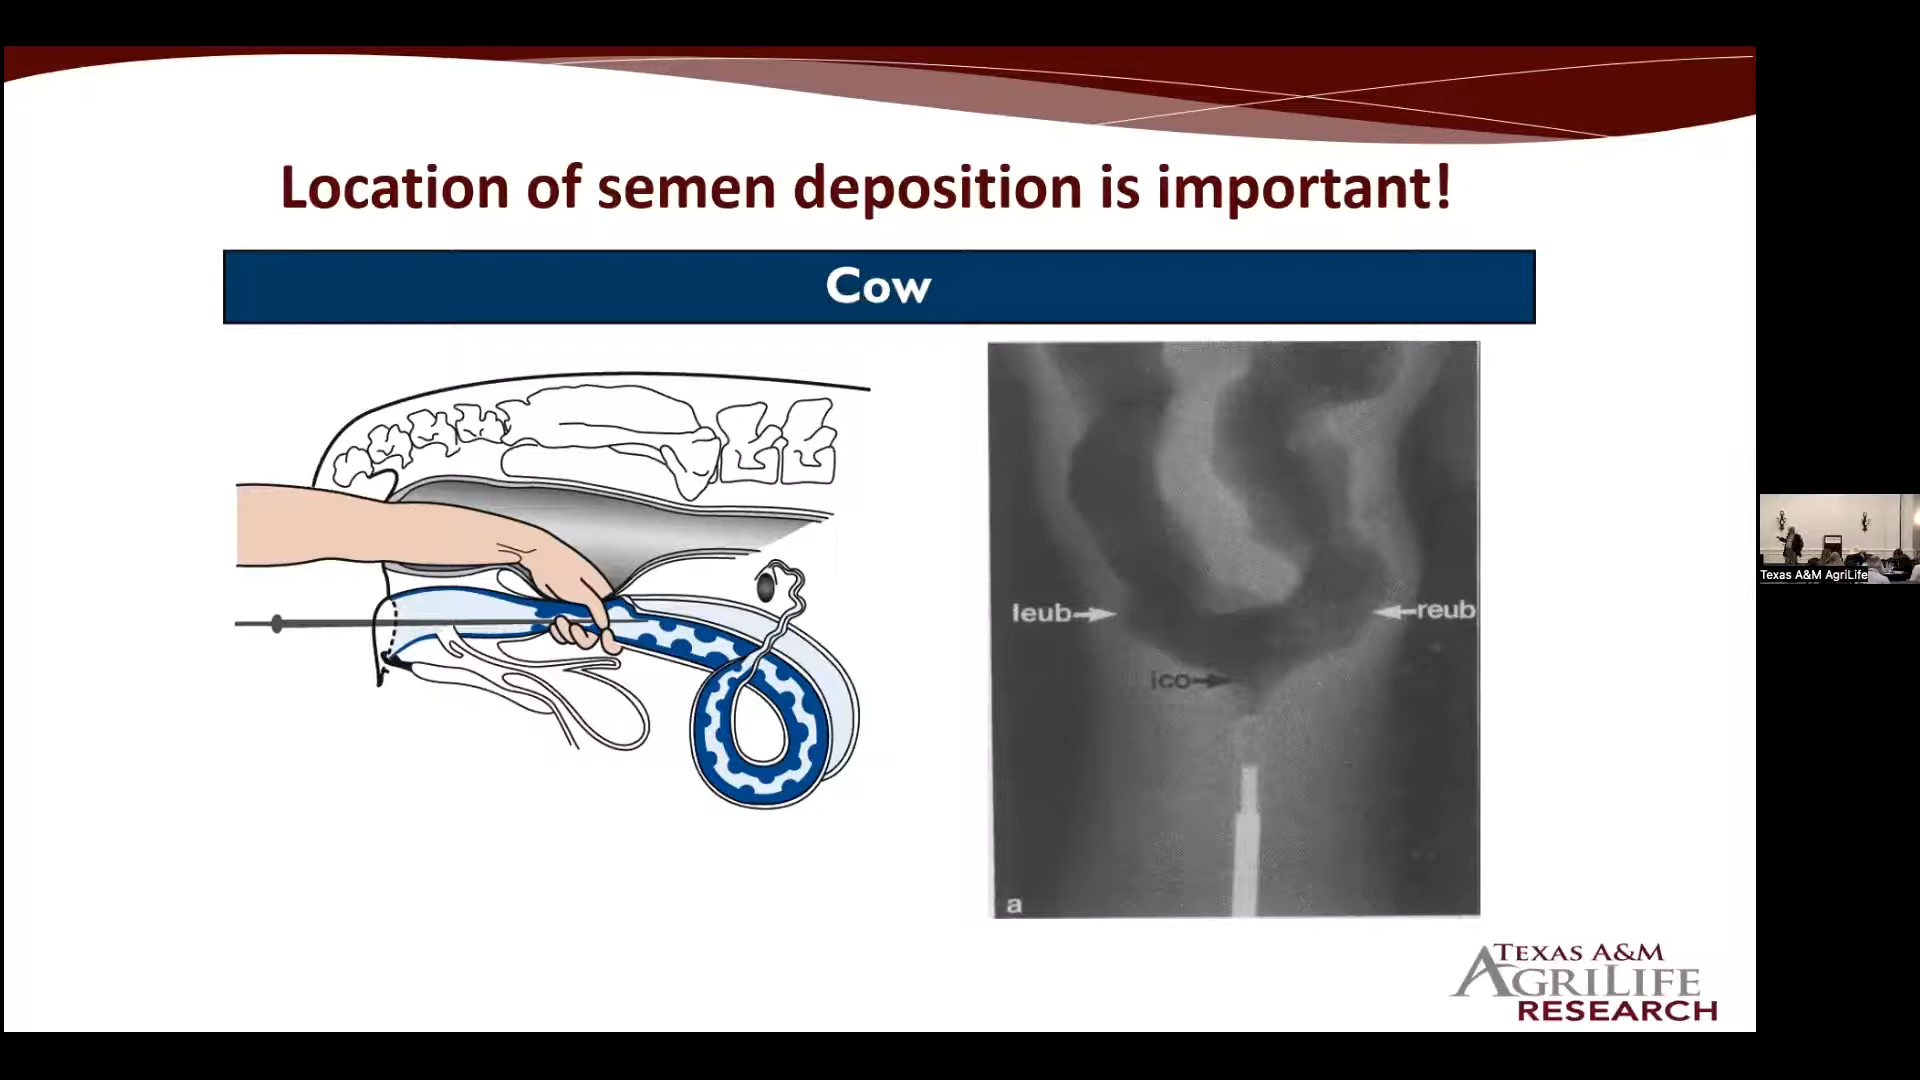 Location of semen deposition is important!
Cow
leub
reub
ico
a
Texas A&M AgriLife
TEXAS A&M
AGRILIFE
RESEARCH